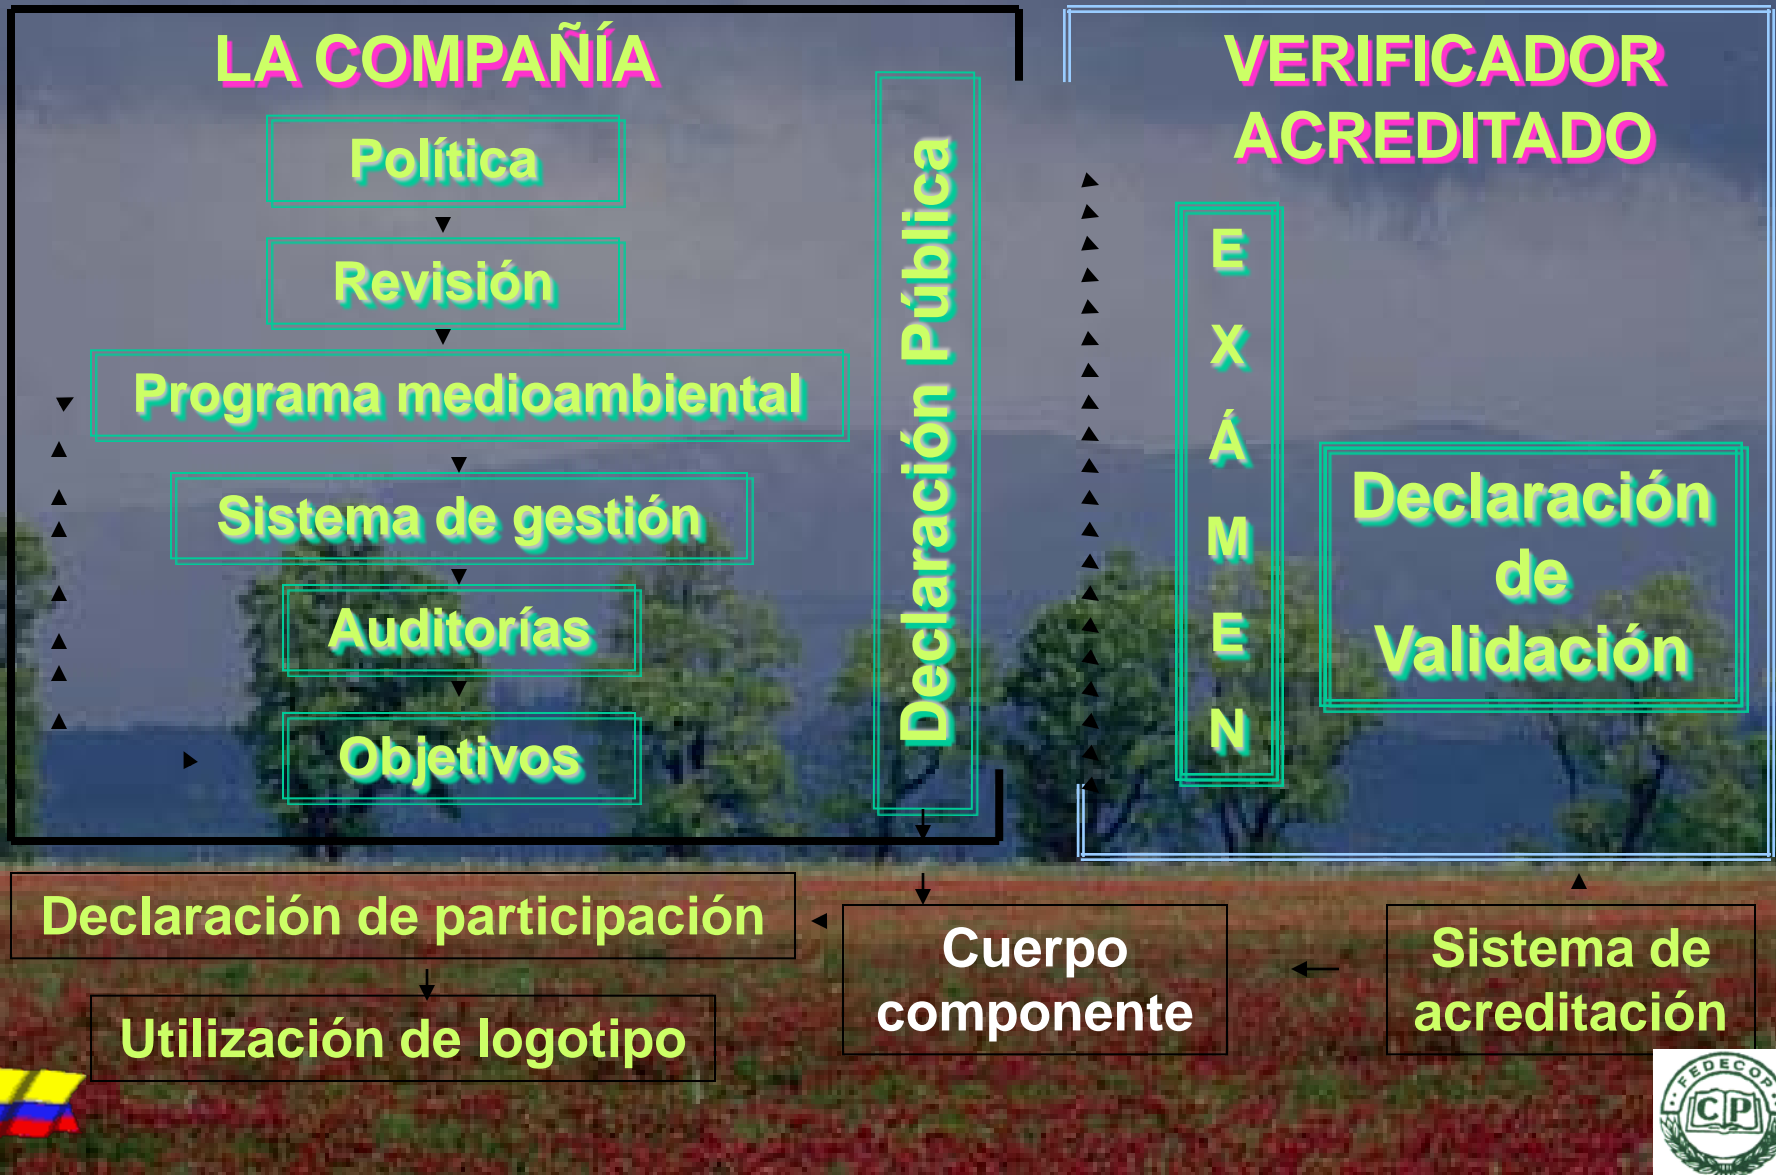 LA COMPAÑÍA
Política
Revisión
Programa medioambiental
Sistema de gestión
Auditorías
Objetivos
Declaración Pública
VERIFICADOR
ACREDITADO
E
X
Á
M
E
N
Declaración
de
Validación
Declaración de participación
Utilización de logotipo
Cuerpo
componente
Sistema de
acreditación
FEDECOP
CP